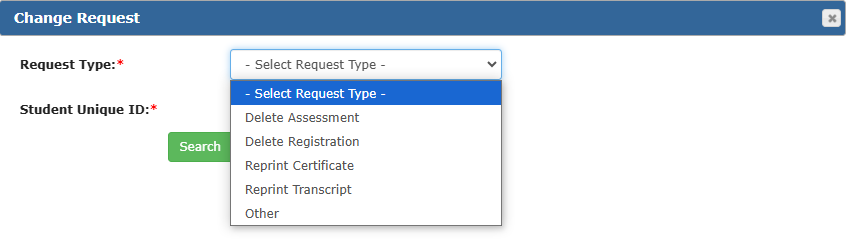 Change Request
Request Type:*
- Select Request Type -
- Select Request Type -
Delete Assessment
Delete Registration
Reprint Certificate
Reprint Transcript
Other
Student Unique ID:*
Search